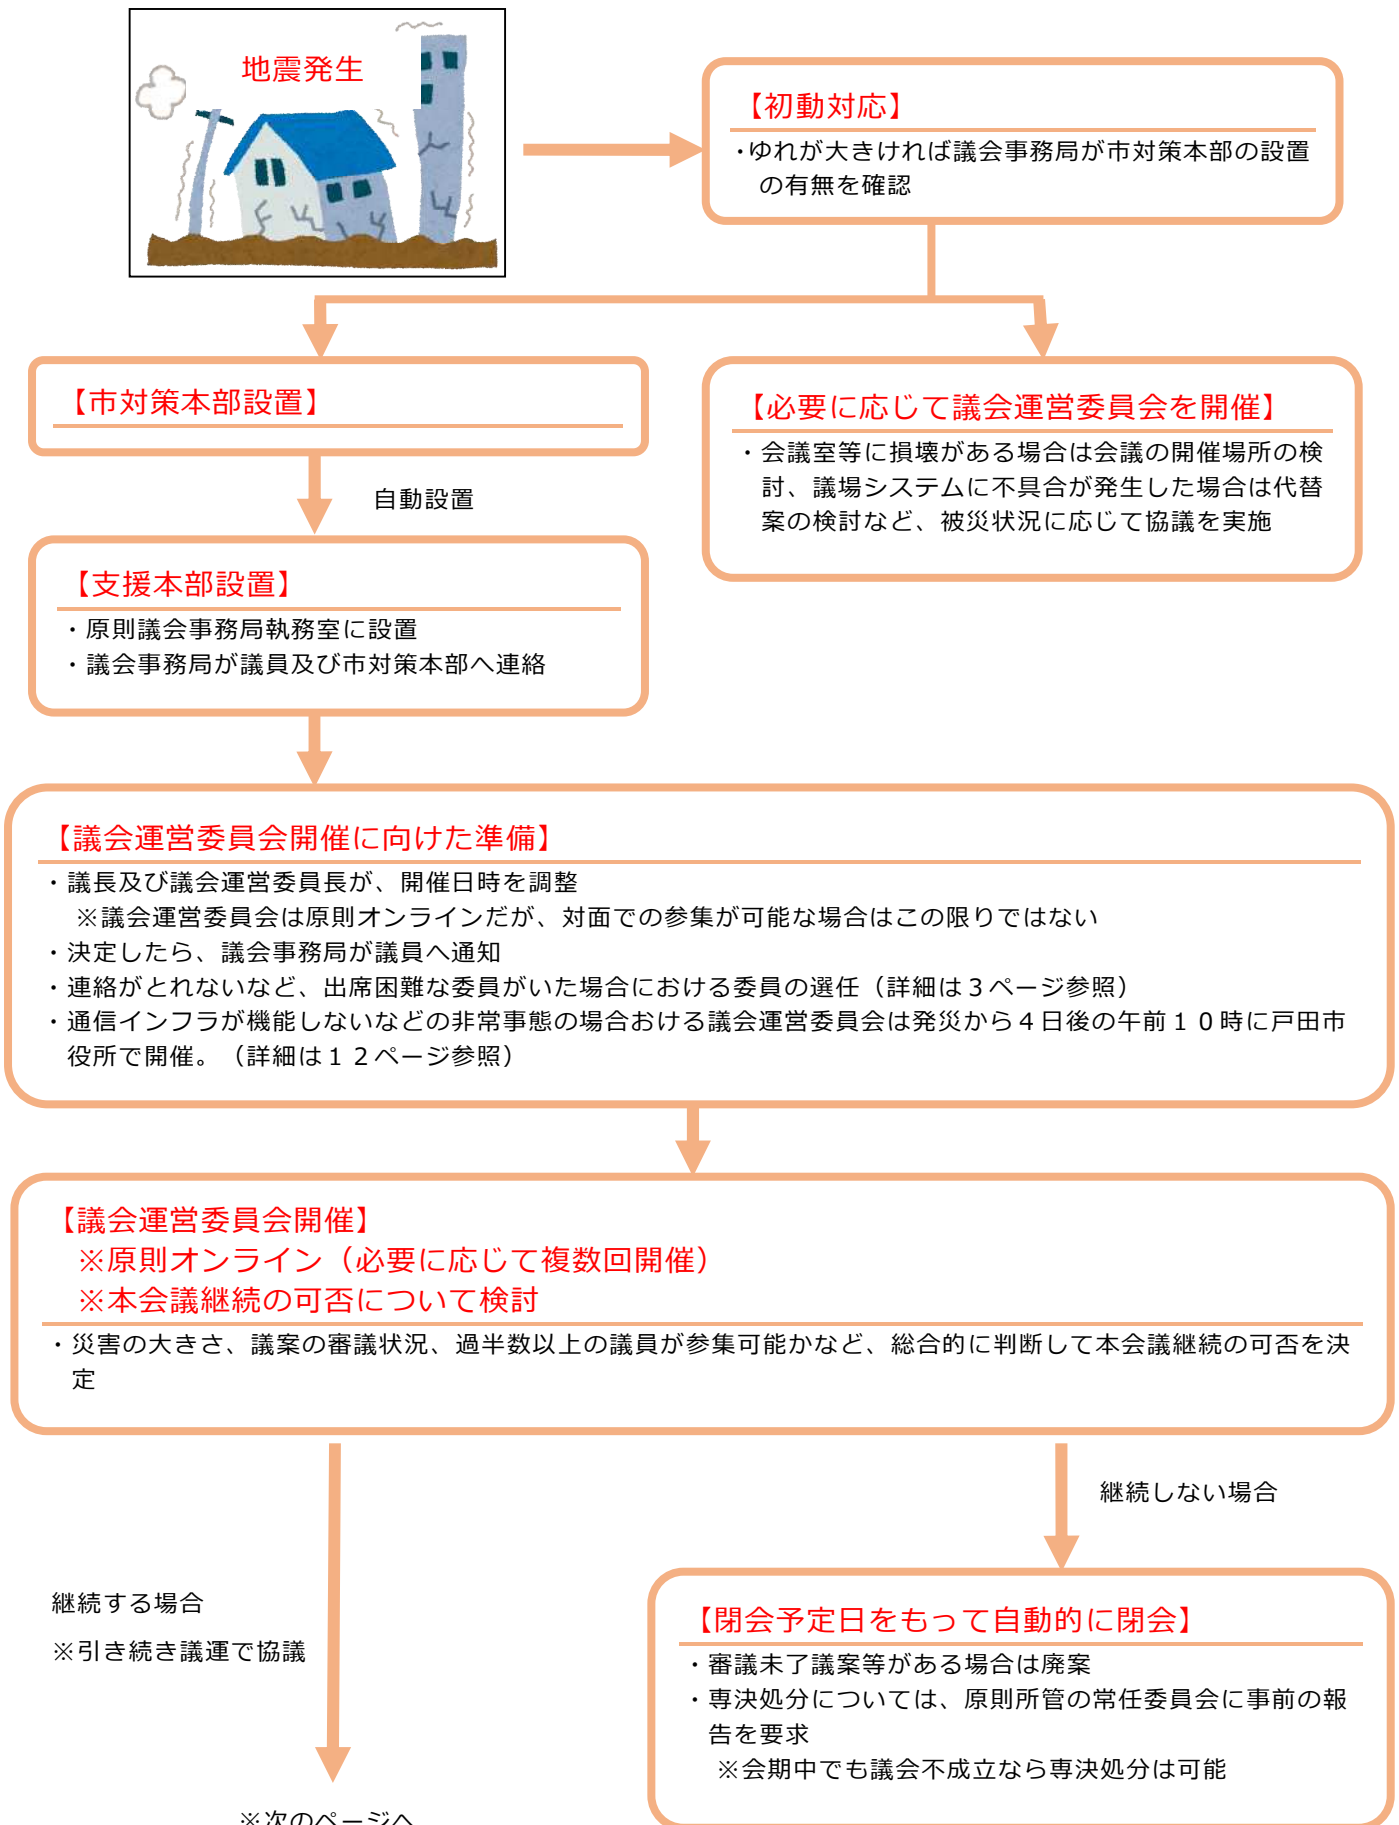 地震発生
【初動対応】
・ゆれが大きければ議会事務局が市対策本部の設置
の有無を確認
【市対策本部設置】
自動設置
【必要に応じて議会運営委員会を開催】
・会議室等に損壊がある場合は会議の開催場所の検
討、議場システムに不具合が発生した場合は代替
案の検討など、被災状況に応じて協議を実施
【支援本部設置】
・原則議会事務局執務室に設置
・議会事務局が議員及び市対策本部へ連絡
【議会運営委員会開催に向けた準備】
・議長及び議会運営委員長が、開催日時を調整
※議会運営委員会は原則オンラインだが、対面での参集が可能な場合はこの限りではない
・決定したら、議会事務局が議員へ通知
・連絡がとれないなど、出席困難な委員がいた場合における委員の選任（詳細は３ページ参照）
・通信インフラが機能しないなどの非常事態の場合おける議会運営委員会は発災から４日後の午前１０時に戸田市
役所で開催。（詳細は１２ページ参照）
【議会運営委員会開催】
※原則オンライン（必要に応じて複数回開催）
※本会議継続の可否について検討
・災害の大きさ、議案の審議状況、過半数以上の議員が参集可能かなど、総合的に判断して本会議継続の可否を決
定
継続しない場合
継続する場合
※引き続き議運で協議
【閉会予定日をもって自動的に閉会】
・審議未了議案等がある場合は廃案
・専決処分については、原則所管の常任委員会に事前の報
告を要求
※会期中でも議会不成立なら専決処分は可能
※次のページへ